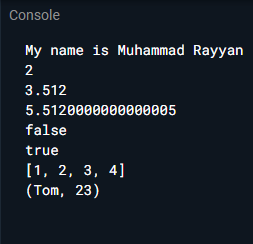 Console
My name is Muhammad Rayyan
2
3.512
5.5120000000000005
false
true
[1, 2, 3, 4]
(Tom, 23)